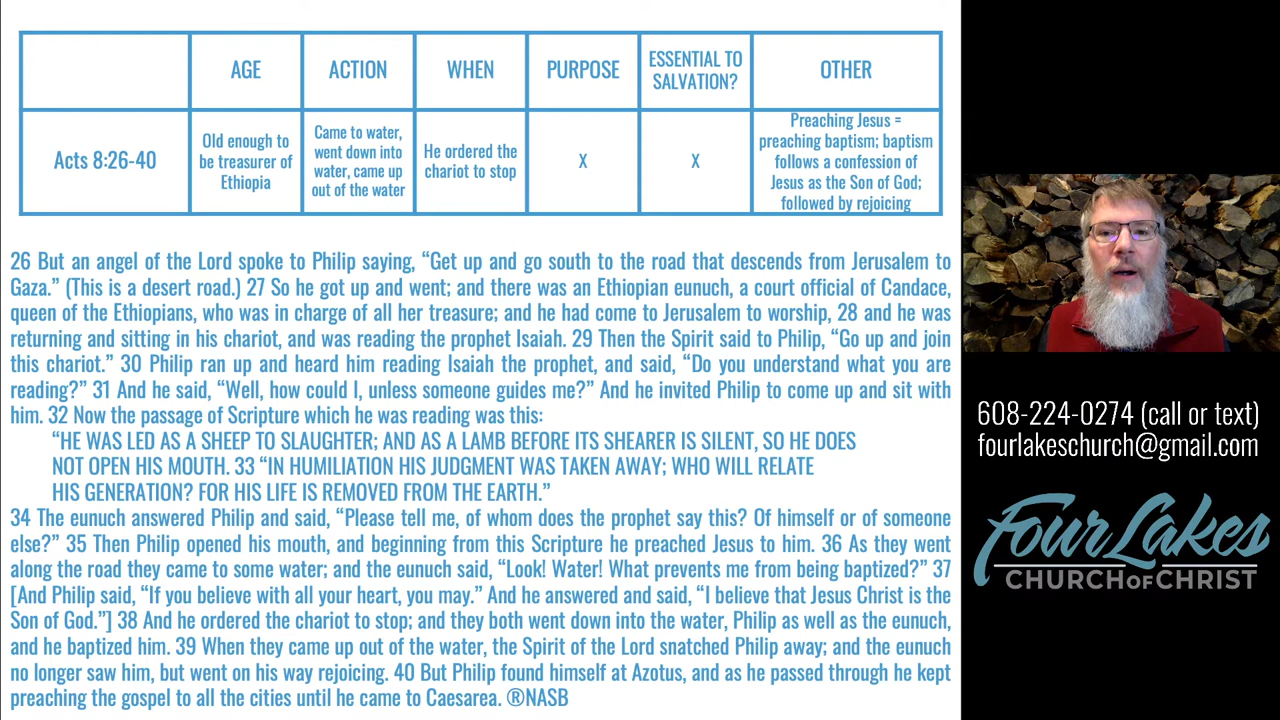 AGE
ACTION
WHEN
PURPOSE
ESSENTIAL TO
SALVATION?
OTHER
Acts 8:26-40
Old enough to
be treasurer of
Ethiopia
Came to water,
went down into
water, came up
out of the water
He ordered the
chariot to stop
X
X
Preaching Jesus =
preaching baptism; baptism
follows a confession of
Jesus as the Son of God;
followed by rejoicing
26 But an angel of the Lord spoke to Philip saying, “Get up and go south to the road that descends from Jerusalem to
Gaza.” (This is a desert road.) 27 So he got up and went; and there was an Ethiopian eunuch, a court official of Candace,
queen of the Ethiopians, who was in charge of all her treasure; and he had come to Jerusalem to worship, 28 and he was
returning and sitting in his chariot, and was reading the prophet Isaiah. 29 Then the Spirit said to Philip, “Go up and join
this chariot.” 30 Philip ran up and heard him reading Isaiah the prophet, and said, “Do you understand what you are
reading?” 31 And he said, “Well, how could I, unless someone guides me?” And he invited Philip to come up and sit with
him. 32 Now the passage of Scripture which he was reading was this:
“HE WAS LED AS A SHEEP TO SLAUGHTER; AND AS A LAMB BEFORE ITS SHEARER IS SILENT, SO HE DOES
NOT OPEN HIS MOUTH. 33 “IN HUMILIATION HIS JUDGMENT WAS TAKEN AWAY; WHO WILL RELATE
HIS GENERATION? FOR HIS LIFE IS REMOVED FROM THE EARTH.”
34 The eunuch answered Philip and said, “Please tell me, of whom does the prophet say this? Of himself or of someone
else?” 35 Then Philip opened his mouth, and beginning from this Scripture he preached Jesus to him. 36 As they went
along the road they came to some water; and the eunuch said, “Look! Water! What prevents me from being baptized?” 37
[And Philip said, “If you believe with all your heart, you may.” And he answered and said, “I believe that Jesus Christ is the
Son of God.”] 38 And he ordered the chariot to stop; and they both went down into the water, Philip as well as the eunuch,
and he baptized him. 39 When they came up out of the water, the Spirit of the Lord snatched Philip away; and the eunuch
no longer saw him, but went on his way rejoicing. 40 But Philip found himself at Azotus, and as he passed through he kept
preaching the gospel to all the cities until he came to Caesarea. ®NASB
608-224-0274 (call or text)
fourlakeschurch@gmail.com
Four Lakes
CHURCH OF CHRIST